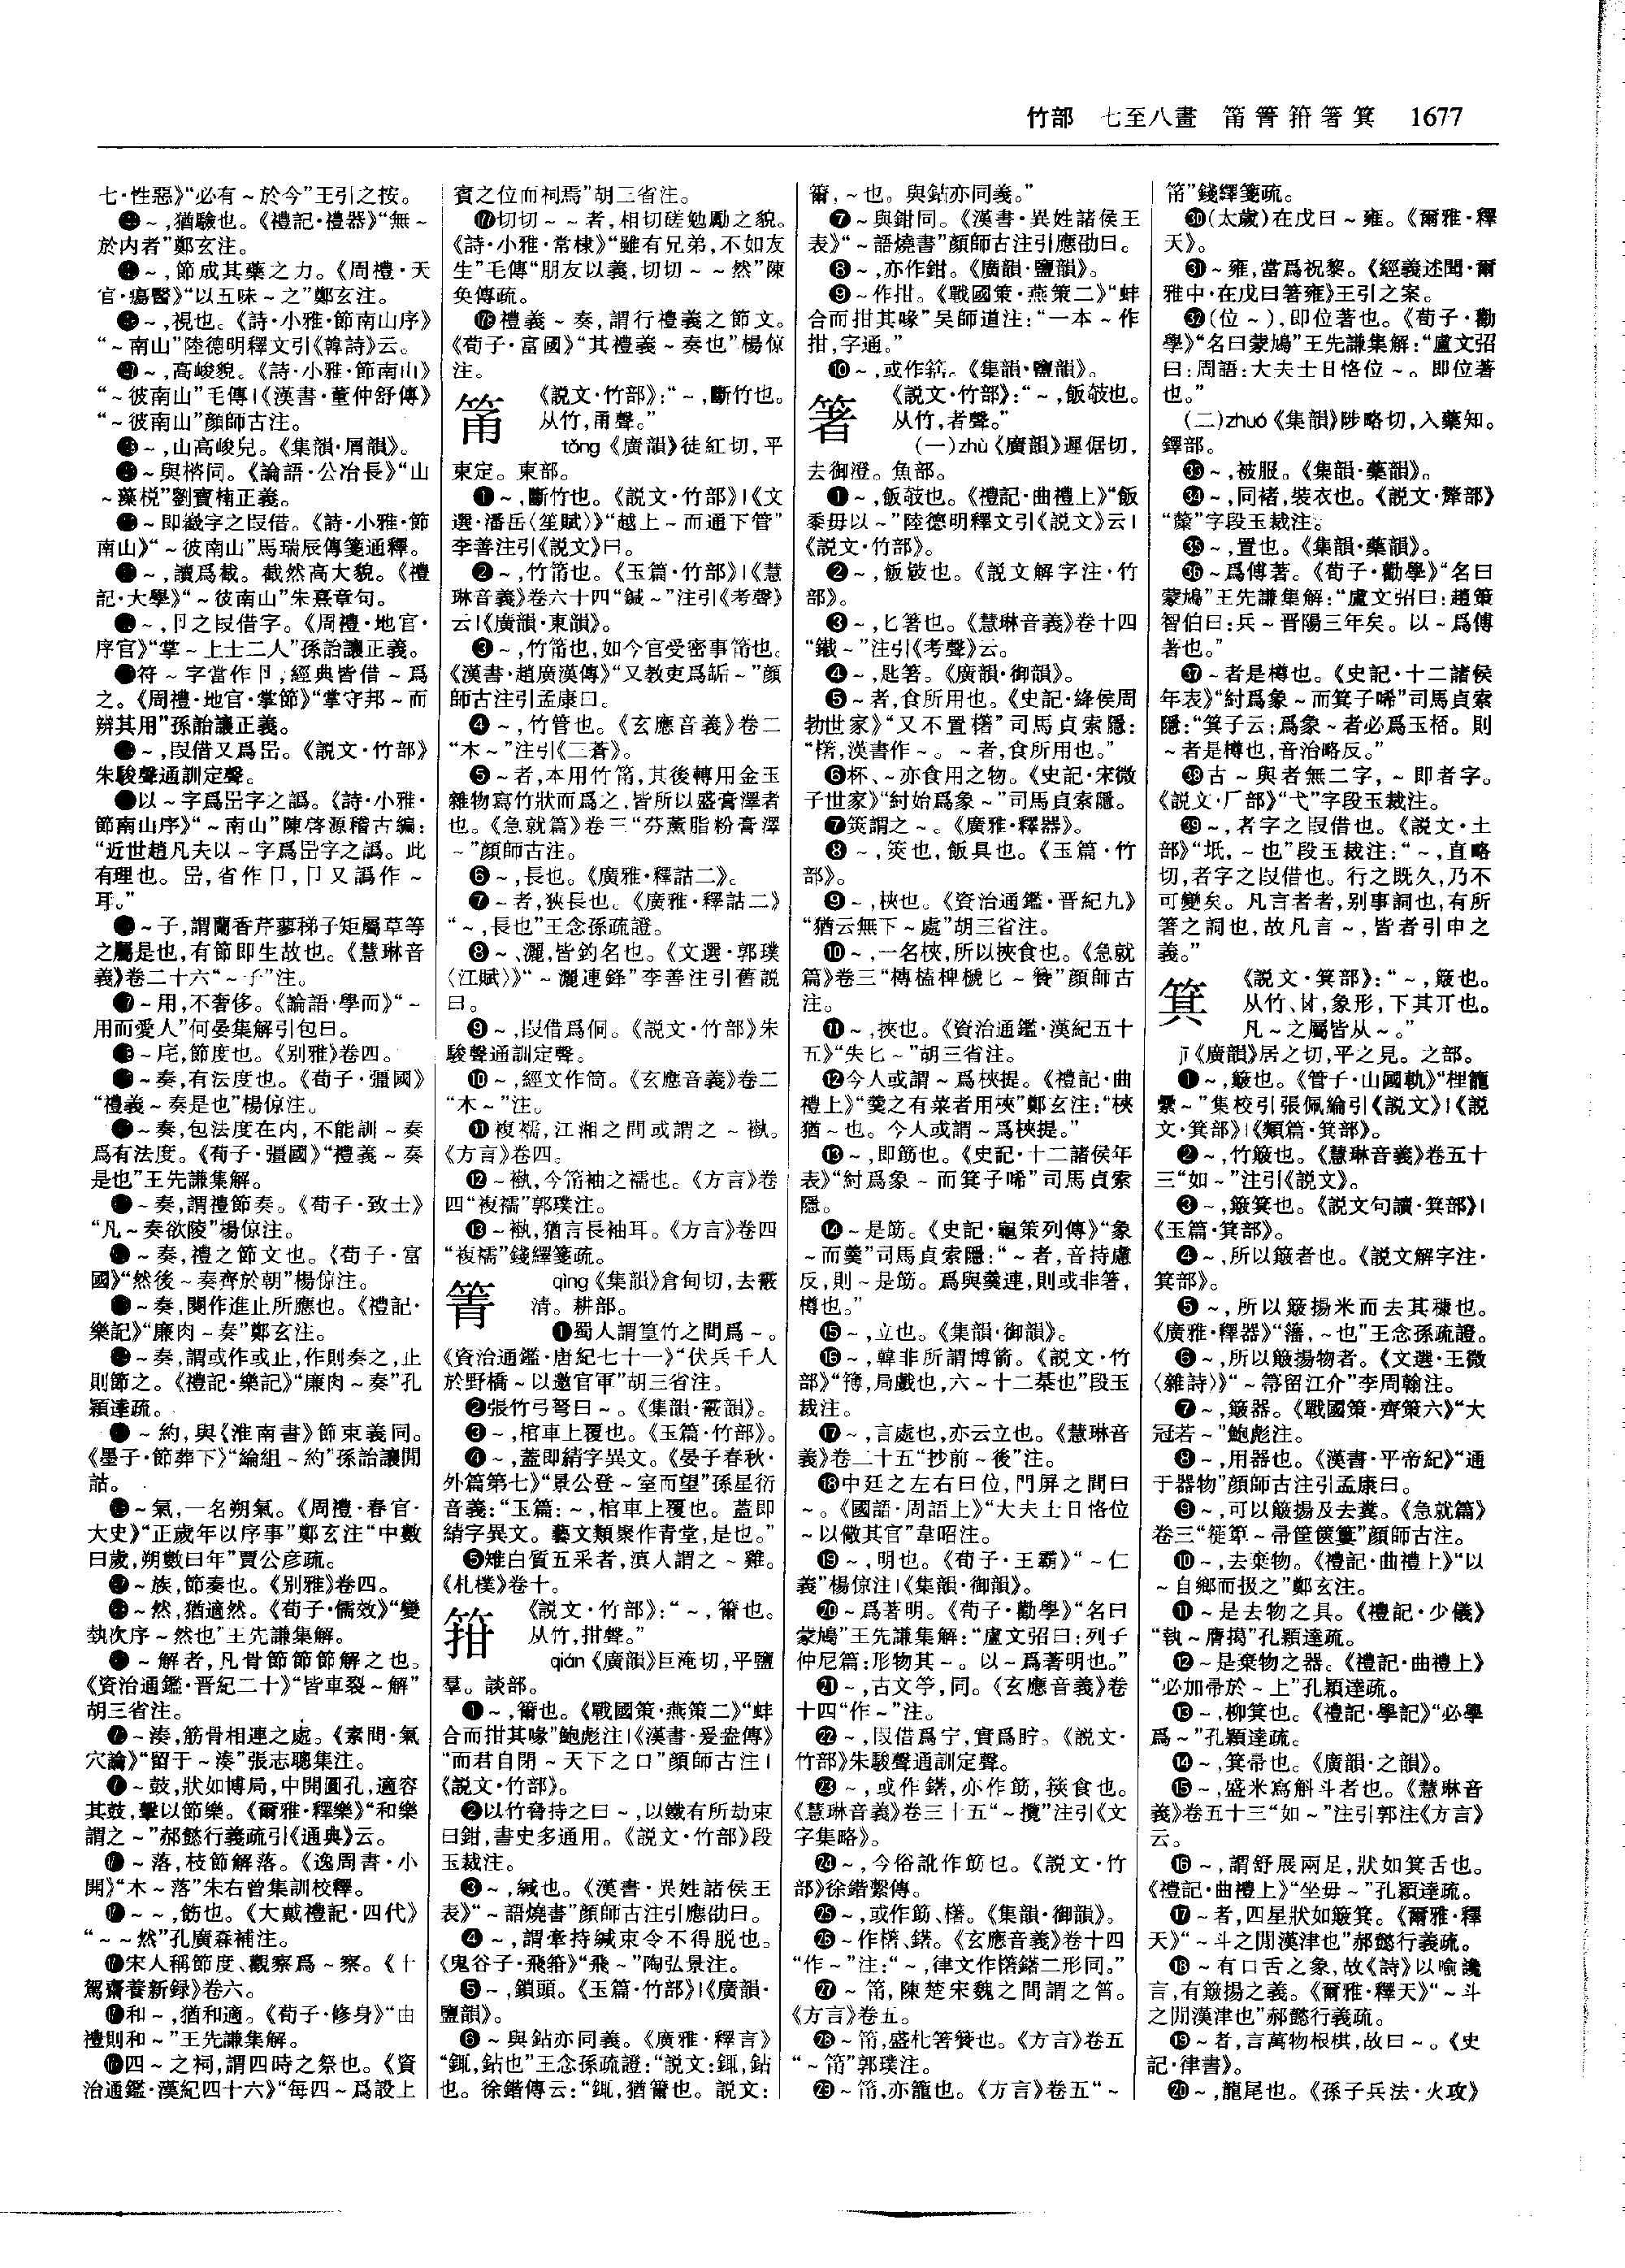 竹部 七至八畫 筩箐箝箸箕 1677
七·性惡》“必有~於今”王引之按。
~,猶驗也。《禮記·禮器》“無~
於内者”鄭玄注。
~,節成其藥之力。《周禮·天
官·瘍醫》“以五味~之”鄭玄注。
~,視也。《詩·小雅·節南山序》
“~南山”陸德明釋文引《韓詩》云。
~,高峻貌。《詩·小雅·節南山》
“~彼南山”毛傳|《漢書·董仲舒傳》
“~彼南山”顔師古注。
~,山高峻皃。《集韻·屑韻》。
~與楶同。《論語·公冶長》“山
~藻梲”劉寶楠正義。
~即巀字之叚借。《詩·小雅·節
南山》“~彼南山”馬瑞辰傳箋通釋。
~,讀爲截。截然高大貌。《禮
記·大學》“~彼南山”朱熹章句。
~,卩之叚借字。《周禮·地官·
序官》“掌~上士二人”孫詒讓正義。
符~字當作卩,經典皆借~爲
之。《周禮·地官·掌節》“掌守邦~而
辨其用”孫詒讓正義。
~,叚借又爲岊。《説文·竹部》
朱駿聲通訓定聲。
以~字爲岊字之譌。《詩·小雅·
節南山序》“~南山”陳啓源稽古編:
“近世趙凡夫以~字爲岊字之譌。此
有理也。岊,省作卩,卩又譌作~
耳。”
~子,謂蘭香芹蓼稊子矩屬草等
之屬是也,有節即生故也。《慧琳音
義》卷二十六“~子”注。
~用,不奢侈。《論語·學而》“~
用而愛人”何晏集解引包曰。
~庑,節度也。《别雅》卷四。
~奏,有法度也。《荀子·彊國》
“禮義~奏是也”楊倞注。
~奏,包法度在内,不能訓~奏
爲有法度。《荀子·彊國》“禮義~奏
是也”王先謙集解。
~奏,謂禮節奏。《荀子·致士》
“凡~奏欲陵”楊倞注。
~奏,禮之節文也。《荀子·富
國》“然後~奏齊於朝”楊倞注。
~奏,闋作進止所應也。《禮記·
樂記》“廉肉~奏”鄭玄注。
~奏,謂或作或止,作則奏之,止
則節之。《禮記·樂記》“廉肉~奏”孔
穎達疏。
~約,與《淮南書》節束義同。
《墨子·節葬下》“綸組~約”孫詒讓閒
詁。
~氣,一名朔氣。《周禮·春官·
大史》“正歲年以序事”鄭玄注“中數
曰歲,朔數曰年”賈公彦疏。
~族,節奏也。《别雅》卷四。
~然,猶適然。《荀子·儒效》“變
埶次序~然也”王先謙集解。
~解者,凡骨節節節解之也。
《資治通鑑·晋紀二十》“皆車裂~解”
胡三省注。
~湊,筋骨相連之處。《素問·氣
穴論》“留于~湊”張志聰集注。
~鼓,狀如博局,中開圓孔,適容
其鼓,擊以節樂。《爾雅·釋樂》“和樂
謂之~”郝懿行義疏引《通典》云。
~落,枝節解落。《逸周書·小
開》“木~落”朱右曾集訓校釋。
~~,飭也。《大戴禮記·四代》
“~~然”孔廣森補注。
宋人稱節度、觀察爲~察。《十
駕齋養新録》卷六。
和~,猶和適。《荀子·修身》“由
禮則和~”王先謙集解。
四~之祠,謂四時之祭也。《資
治通鑑·漢紀四十六》“每四~爲設上
賓之位而祠焉”胡三省注。
切切~~者,相切磋勉勵之貌。
《詩·小雅·常棣》“雖有兄弟,不如友
生”毛傳“朋友以義,切切~~然”陳
奂傳疏。
禮義~奏,謂行禮義之節文。
《荀子·富國》“其禮義~奏也”楊倞
注。
筩 《説文·竹部》:“~,斷竹也。
从竹,甬聲。”
tǒng《廣韻》徒紅切,平
東定。東部。
❶~,斷竹也。《説文·竹部》|《文
選·潘岳〈笙賦〉》“越上~而通下管”
李善注引《説文》曰。
❷~,竹筩也。《玉篇·竹部》|《慧
琳音義》卷六十四“鍼~”注引《考聲》
云|《廣韻·東韻》。
❸~,竹筩也,如今官受密事筩也。
《漢書·趙廣漢傳》“又教吏爲缿~”顔
師古注引孟康曰。
❹~,竹管也。《玄應音義》卷二
“木~”注引《三蒼》。
❺~者,本用竹筩,其後轉用金玉
雜物寫竹狀而爲之,皆所以盛膏澤者
也。《急就篇》卷三“芬薰脂粉膏澤
~”顔師古注。
❻~,長也。《廣雅·釋詁二》。
❼~者,狹長也。《廣雅·釋詁二》
“~,長也”王念孫疏證。
❽~、灑,皆釣名也。《文選·郭璞
〈江賦〉》“~灑連鋒”李善注引舊説
曰。
❾~,叚借爲侗。《説文·竹部》朱
駿聲通訓定聲。
❿~,經文作筒。《玄應音義》卷二
“木~”注。
⓫複襦,江湘之間或謂之~褹。
《方言》卷四。
⓬~褹,今筩袖之襦也。《方言》卷
四“複襦”郭璞注。
⓭~褹,猶言長袖耳。《方言》卷四
“複襦”錢繹箋疏。
箐 qìng《集韻》倉甸切,去霰
清。耕部。
❶蜀人謂篁竹之間爲~。
《資治通鑑·唐紀七十一》“伏兵千人
於野橋~以邀官軍”胡三省注。
❷張竹弓弩曰~。《集韻·霰韻》。
❸~,棺車上覆也。《玉篇·竹部》。
❹~,蓋即綪字異文。《晏子春秋·
外篇第七》“景公登~室而望”孫星衍
音義:“玉篇:~,棺車上覆也。蓋即
綪字異文。藝文類聚作青堂,是也。”
❺雉白質五采者,滇人謂之~雞。
《札樸》卷十。
箝 《説文·竹部》:“~,籋也。
从竹,拑聲。”
qián《廣韻》巨淹切,平鹽
羣。談部。
❶~,籋也。《戰國策·燕策二》“蚌
合而拑其喙”鮑彪注|《漢書·爰盎傳》
“而君自閉~天下之口”顔師古注|
《説文·竹部》。
❷以竹脅持之曰~,以鐵有所劫束
曰鉗,書史多通用。《説文·竹部》段
玉裁注。
❸~,緘也。《漢書·異姓諸侯王
表》“~語燒書”顔師古注引應劭曰。
❹~,謂牽持緘束令不得脱也。
《鬼谷子·飛箝》“飛~”陶弘景注。
❺~,鎖頭。《玉篇·竹部》|《廣韻·
鹽韻》。
❻~與鉆亦同義。《廣雅·釋言》
“鉔,鉆也”王念孫疏證:“説文:鉔,鉆
也。徐鍇傳云:“鉔,猶籋也。説文:
籋,~也。與鉆亦同義。”
❼~與鉗同。《漢書·異姓諸侯王
表》“~語燒書”顔師古注引應劭曰。
❽~,亦作鉗。《廣韻·鹽韻》。
❾~作拑。《戰國策·燕策二》“蚌
合而拑其喙”吴師道注:“一本~作
拑,字通。”
❿~,或作箈。《集韻·鹽韻》。
箸 《説文·竹部》:“~,飯攲也。
从竹,者聲。”
(一)zhù《廣韻》遲倨切,
去御澄。魚部。
❶~,飯攲也。《禮記·曲禮上》“飯
黍毋以~”陸德明釋文引《説文》云|
《説文·竹部》。
❷~,飯㩻也。《説文解字注·竹
部》。
❸~,匕箸也。《慧琳音義》卷十四
“鐵~”注引《考聲》云。
❹~,匙箸。《廣韻·御韻》。
❺~者,食所用也。《史記·絳侯周
勃世家》“又不置櫡”司馬貞索隱:
“櫡,漢書作~。~者,食所用也。”
❻杯、~亦食用之物。《史記·宋微
子世家》“紂始爲象~”司馬貞索隱。
❼筴謂之~。《廣雅·釋器》。
❽~,筴也,飯具也。《玉篇·竹
部》。
❾~,梜也。《資治通鑑·晋紀九》
“猶云無下~處”胡三省注。
❿~,一名梜,所以挾食也。《急就
篇》卷三“槫榼椑榹匕~籫”顔師古
注。
⓫~,挾也。《資治通鑑·漢紀五十
五》“失匕~”胡三省注。
⓬今人或謂~爲梜提。《禮記·曲
禮上》“羹之有菜者用梜”鄭玄注:“梜
猶~也。今人或謂~爲梜提。”
⓭~,即筯也。《史記·十二諸侯年
表》“紂爲象~而箕子唏”司馬貞索
隱。
⓮~是筯。《史記·龜策列傳》“象
~而羹”司馬貞索隱:“~者,音持慮
反,則~是筯。爲與羹連,則或非箸,
樽也。”
⓯~,立也。《集韻·御韻》。
⓰~,韓非所謂博箭。《説文·竹
部》“簙,局戲也,六~十二棊也”段玉
裁注。
⓱~,言處也,亦云立也。《慧琳音
義》卷二十五“抄前~後”注。
⓲中廷之左右曰位,門屏之間曰
~。《國語·周語上》“大夫士日恪位
~以儆其官”韋昭注。
⓳~,明也。《荀子·王霸》“~仁
義”楊倞注|《集韻·御韻》。
⓴~爲著明。《荀子·勸學》“名曰
蒙鳩”王先謙集解:“盧文弨曰:列子
仲尼篇:形物其~。以~爲著明也。”
㉑~,古文竚,同。《玄應音義》卷
十四“作~”注。
㉒~,叚借爲宁,實爲貯。《説文·
竹部》朱駿聲通訓定聲。
㉓~,或作鐯,亦作筯,筷食也。
《慧琳音義》卷三十五“~攬”注引《文
字集略》。
㉔~,今俗訛作筯也。《説文·竹
部》徐鍇繫傳。
㉕~,或作筯、櫡。《集韻·御韻》。
㉖~作櫡、鐯。《玄應音義》卷十四
“作~”注:“~,律文作櫡鐯二形同。”
㉗~筩,陳楚宋魏之間謂之筲。
《方言》卷五。
㉘~筩,盛朼箸籫也。《方言》卷五
“~筩”郭璞注。
㉙~筩,亦籠也。《方言》卷五“~
筩”錢繹箋疏。
㉚(太歲)在戊曰~雍。《爾雅·釋
天》。
㉛~雍,當爲祝黎。《經義述聞·爾
雅中·在戊曰箸雍》王引之案。
㉜(位~),即位著也。《荀子·勸
學》“名曰蒙鳩”王先謙集解:“盧文弨
曰:周語:大夫士日恪位~。即位著
也。”
(二)zhuó《集韻》陟略切,入藥知。
鐸部。
㉝~,被服。《集韻·藥韻》。
㉞~,同褚,裝衣也。《説文·犛部》
“氂”字段玉裁注。
㉟~,置也。《集韻·藥韻》。
㊱~爲傅著。《荀子·勸學》“名曰
蒙鳩”王先謙集解:“盧文弨曰:趙策
智伯曰:兵~晋陽三年矣。以~爲傅
著也。”
㊲~者是樽也。《史記·十二諸侯
年表》“紂爲象~而箕子唏”司馬貞索
隱:“箕子云:爲象~者必爲玉桮。則
~者是樽也,音治略反。”
㊳古~與者無二字,~即者字。
《説文·厂部》“弋”字段玉裁注。
㊴~,者字之叚借也。《説文·土
部》“坁,~也”段玉裁注:“~,直略
切,者字之叚借也。行之既久,乃不
可變矣。凡言者者,别事詞也,有所
箸之詞也,故凡言~,皆者引申之
義。”
箕 《説文·箕部》:“~,簸也。
从竹、𠀠,象形,下其丌也。
凡~之屬皆从~。”
jī《廣韻》居之切,平之見。之部。
❶~,簸也。《管子·山國軌》“梩籠
纍~”集校引張佩綸引《説文》|《説
文·箕部》|《類篇·箕部》。
❷~,竹簸也。《慧琳音義》卷五十
三“如~”注引《説文》。
❸~,簸箕也。《説文句讀·箕部》|
《玉篇·箕部》。
❹~,所以簸者也。《説文解字注·
箕部》。
❺~,所以簸揚米而去其穅也。
《廣雅·釋器》“籓,~也”王念孫疏證。
❻~,所以簸揚物者。《文選·王微
〈雜詩〉》“~箒留江介”李周翰注。
❼~,簸器。《戰國策·齊策六》“大
冠若~”鮑彪注。
❽~,用器也。《漢書·平帝紀》“通
于器物”顔師古注引孟康曰。
❾~,可以簸揚及去糞。《急就篇》
卷三“簁箄~帚筐篋簍”顔師古注。
❿~,去棄物。《禮記·曲禮上》“以
~自鄉而扱之”鄭玄注。
⓫~是去物之具。《禮記·少儀》
“執~膺擖”孔穎達疏。
⓬~是棄物之器。《禮記·曲禮上》
“必加帚於~上”孔穎達疏。
⓭~,柳箕也。《禮記·學記》“必學
爲~”孔穎達疏。
⓮~,箕帚也。《廣韻·之韻》。
⓯~,盛米寫斛斗者也。《慧琳音
義》卷五十三“如~”注引郭注《方言》
云。
⓰~,謂舒展兩足,狀如箕舌也。
《禮記·曲禮上》“坐毋~”孔穎達疏。
⓱~者,四星狀如簸箕。《爾雅·釋
天》“~斗之閒漢津也”郝懿行義疏。
⓲~有口舌之象,故《詩》以喻讒
言,有簸揚之義。《爾雅·釋天》“~斗
之閒漢津也”郝懿行義疏。
⓳~者,言萬物根棋,故曰~。《史
記·律書》。
⓴~,龍尾也。《孫子兵法·火攻》